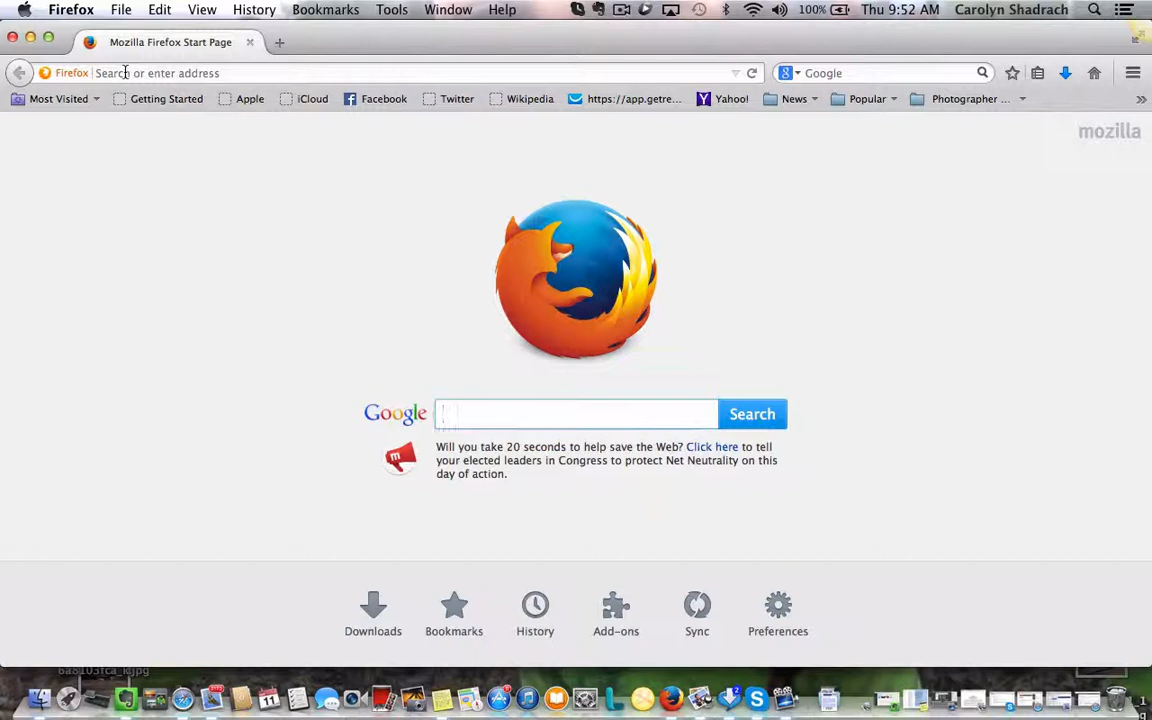 Firefox File Edit View History Bookmarks Tools Window Help 100% Thu 9:52 AM Carolyn Shadrach
Mozilla Firefox Start Page
Firefox Search or enter address Google
Most Visited Getting Started Apple iCloud Facebook Twitter Wikipedia https://app.getre... Yahoo! News Popular Photographer ...
mozilla
Google Search
Will you take 20 seconds to help save the Web? Click here to tell
your elected leaders in Congress to protect Net Neutrality on this
day of action.
Downloads Bookmarks History Add-ons Sync Preferences